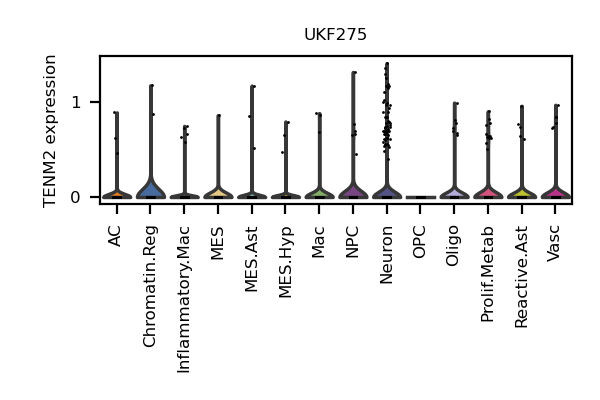 UKF275
TENM2 expression
1
0
AC
Chromatin.Reg
Inflammatory.Mac
MES
MES.Ast
MES.Hyp
Mac
NPC
Neuron
OPC
Oligo
Prolif.Metab
Reactive.Ast
Vasc